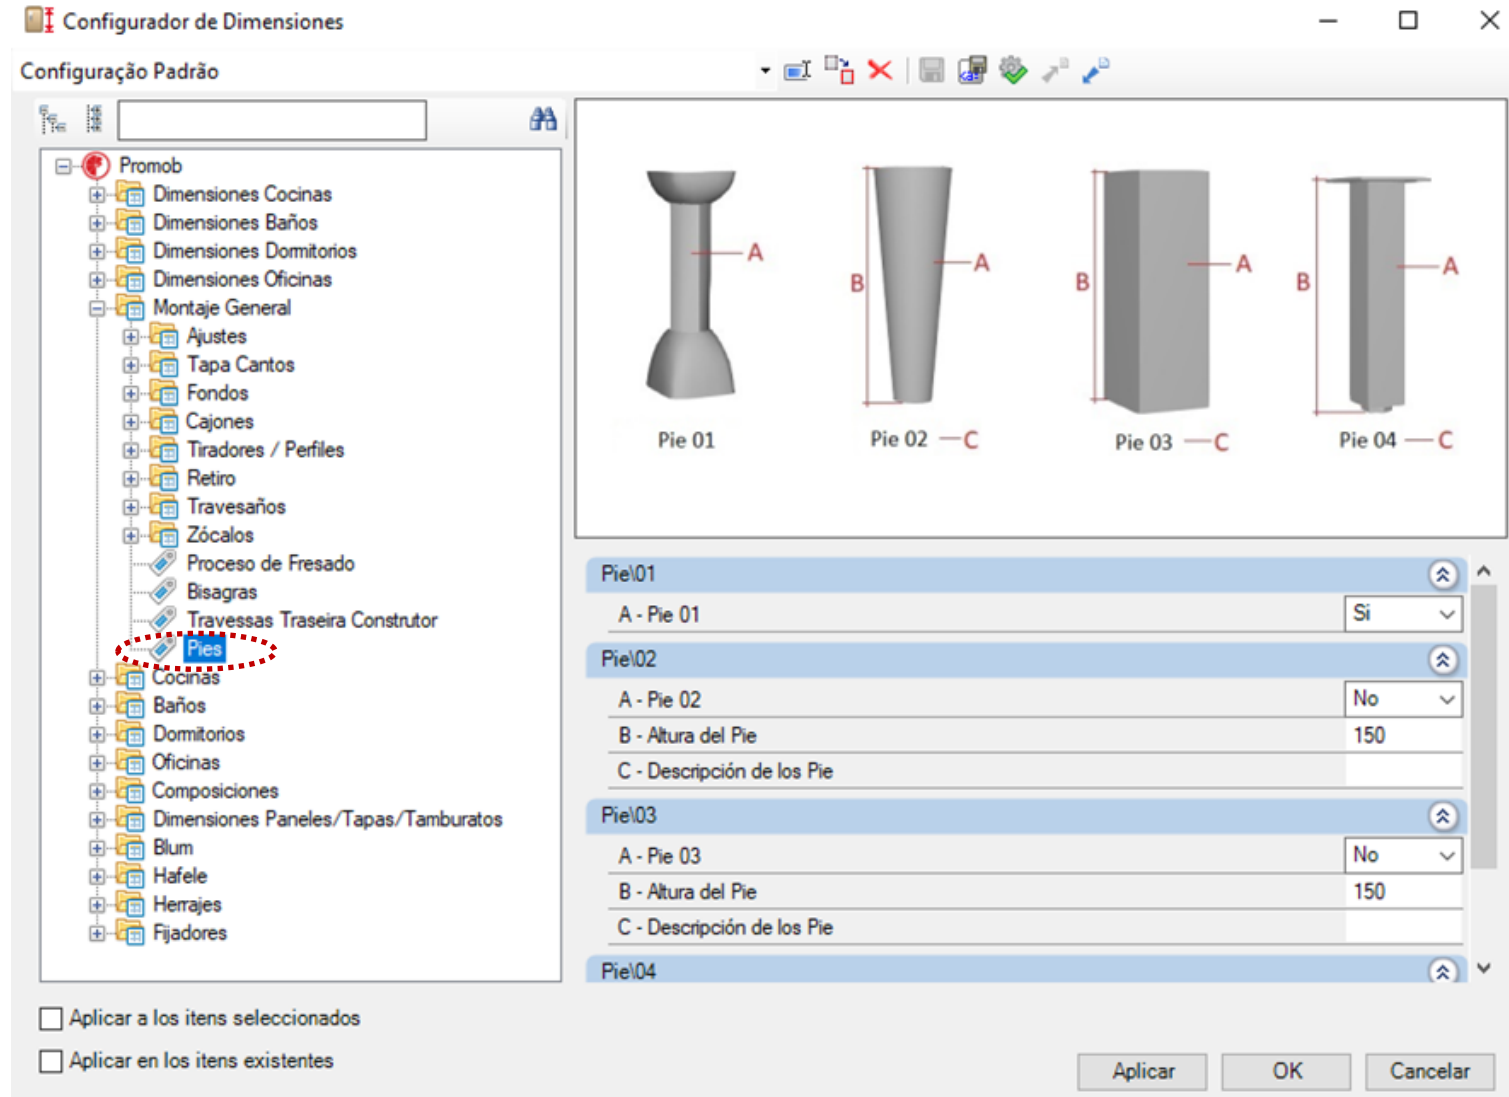 Configurador de Dimensiones
Configuração Padrão
Promob
Dimensiones Cocinas
Dimensiones Baños
Dimensiones Dormitorios
Dimensiones Oficinas
Montaje General
Ajustes
Tapa Cantos
Fondos
Cajones
Tiradores / Perfiles
Retiro
Travesaños
Zócalos
Proceso de Fresado
Bisagras
Travessas Traseira Construtor
Pies
Cocinas
Baños
Dormitorios
Oficinas
Composiciones
Dimensiones Paneles/Tapas/Tamburatos
Blum
Hafele
Herrajes
Fijadores
A
B A
B A
B A
Pie 01
Pie 02 C
Pie 03 C
Pie 04 C
Pie\01
A - Pie 01 Si
Pie\02
A - Pie 02 No
B - Altura del Pie 150
C - Descripción de los Pie
Pie\03
A - Pie 03 No
B - Altura del Pie 150
C - Descripción de los Pie
Pie\04
Aplicar a los itens seleccionados
Aplicar en los itens existentes
Aplicar OK Cancelar